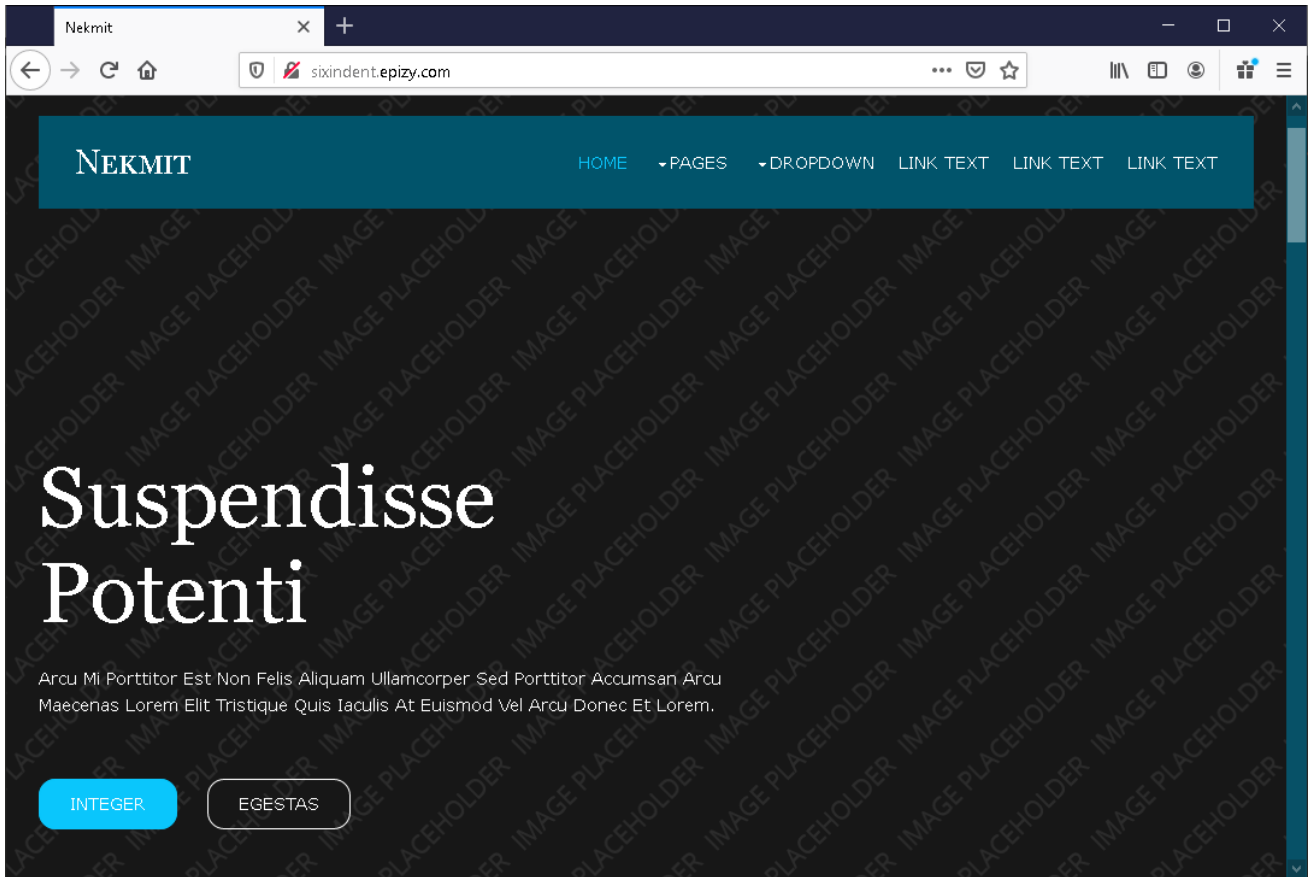 Nekmit
sixindent.epizy.com
NEKMIT
HOME PAGES DROPDOWN LINK TEXT LINK TEXT LINK TEXT
Suspendisse
Potenti
Arcu Mi Porttitor Est Non Felis Aliquam Ullamcorper Sed Porttitor Accumsan Arcu
Maecenas Lorem Elit Tristique Quis Iaculis At Euismod Vel Arcu Donec Et Lorem.
INTEGER EGESTAS
IMAGE PLACEHOLDER